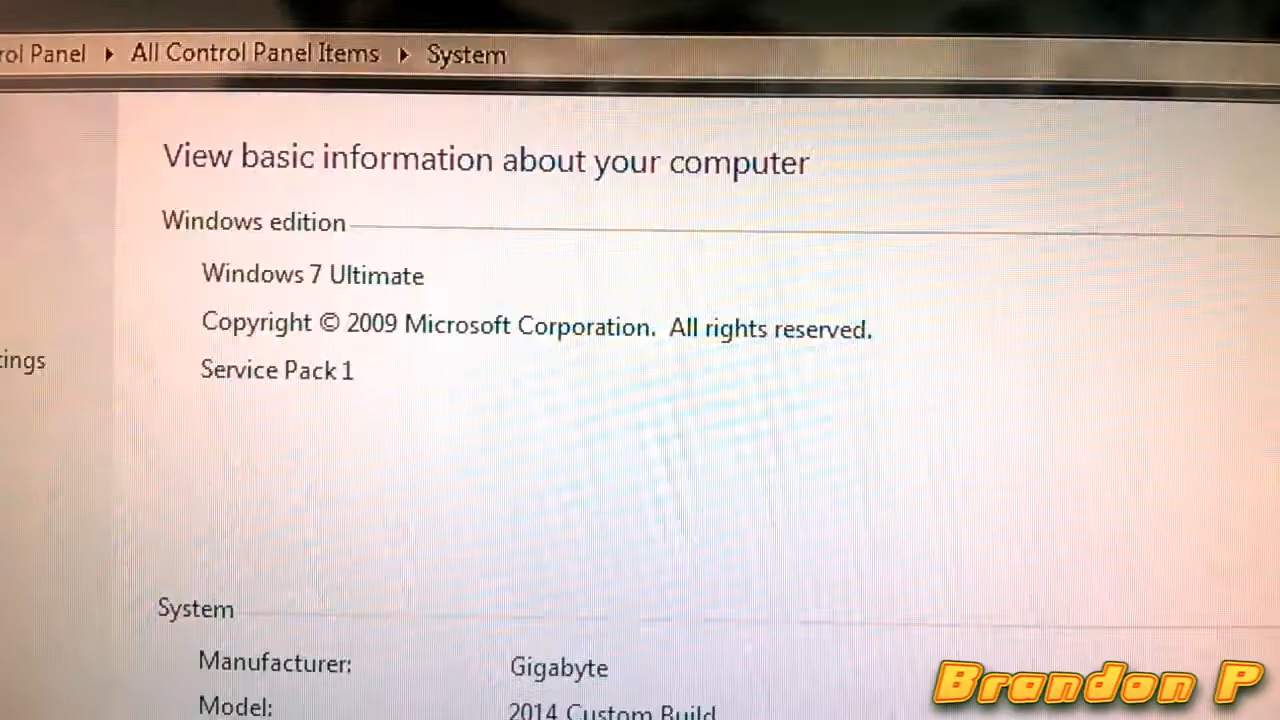 rol Panel ▸ All Control Panel Items ▸ System
View basic information about your computer
Windows edition
Windows 7 Ultimate
Copyright © 2009 Microsoft Corporation.  All rights reserved.
tings
Service Pack 1
System
Manufacturer: Gigabyte
Model: 2014 Custom Build
Brandon P